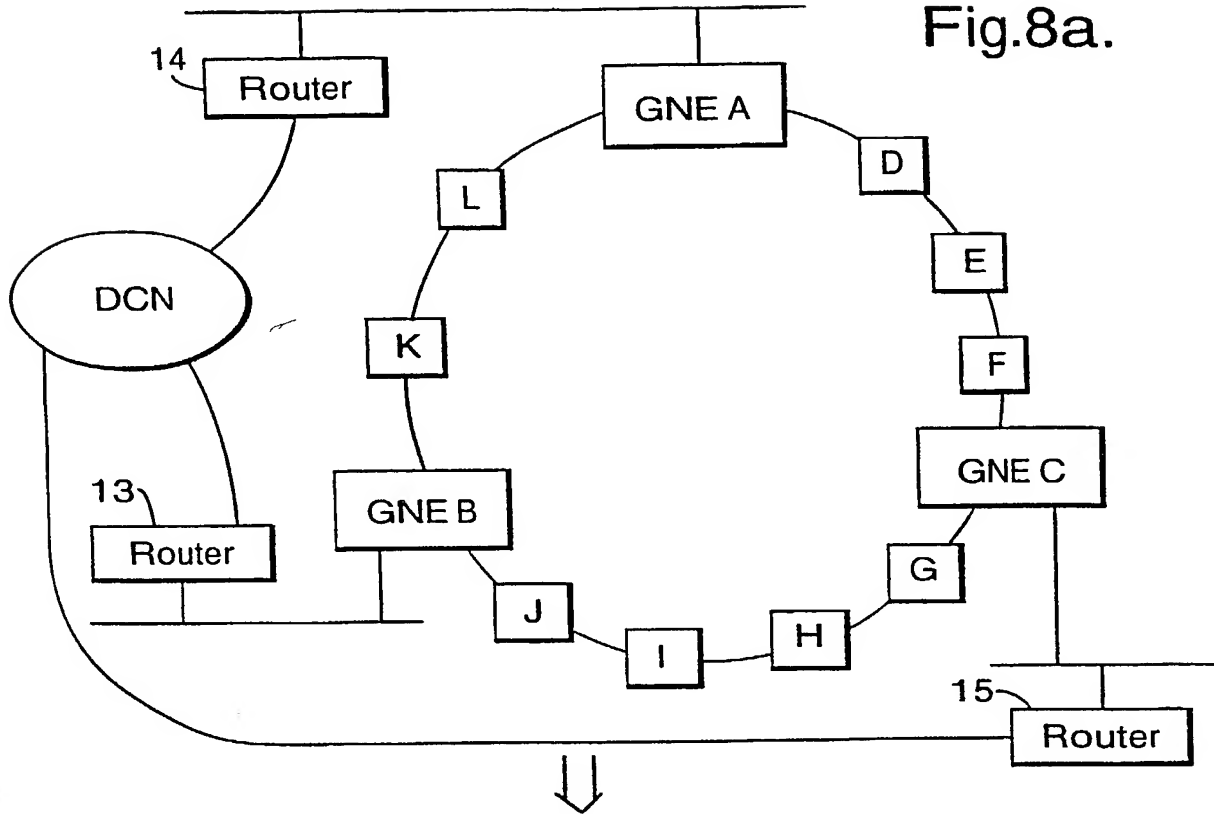 Fig.8a.
14
Router
GNE A
D
L
E
DCN
K
F
GNE C
13
GNE B
Router
G
J
H
I
15
Router